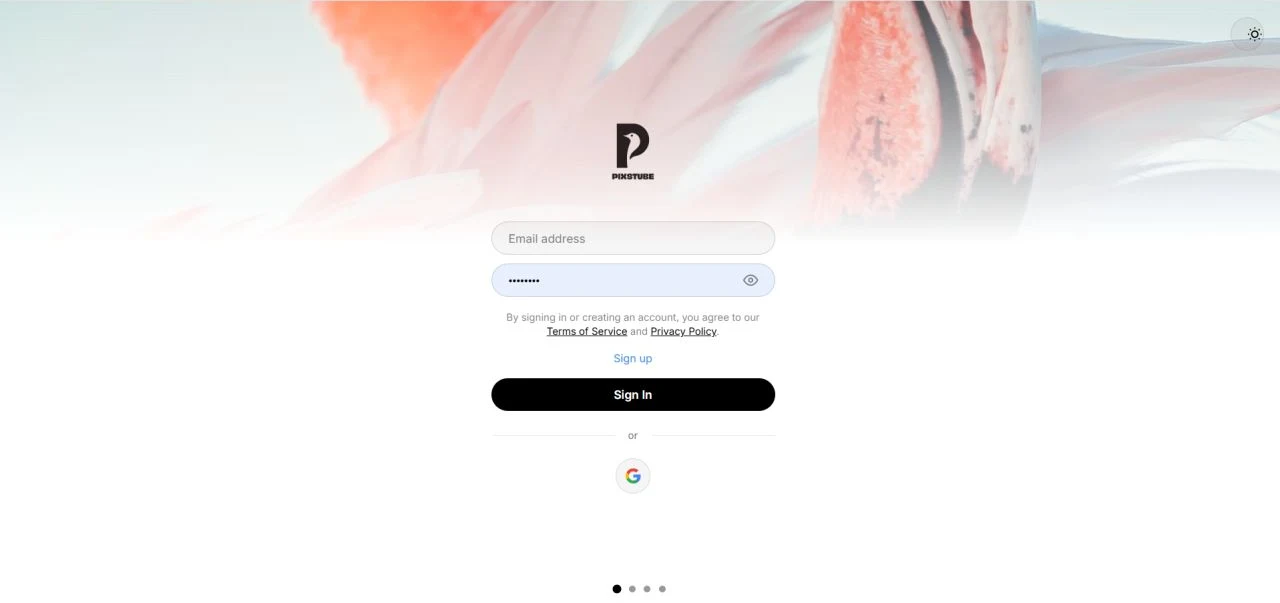 PIXSTUBE
Email address
••••••••
By signing in or creating an account, you agree to our
Terms of Service and Privacy Policy.
Sign up
Sign In
or